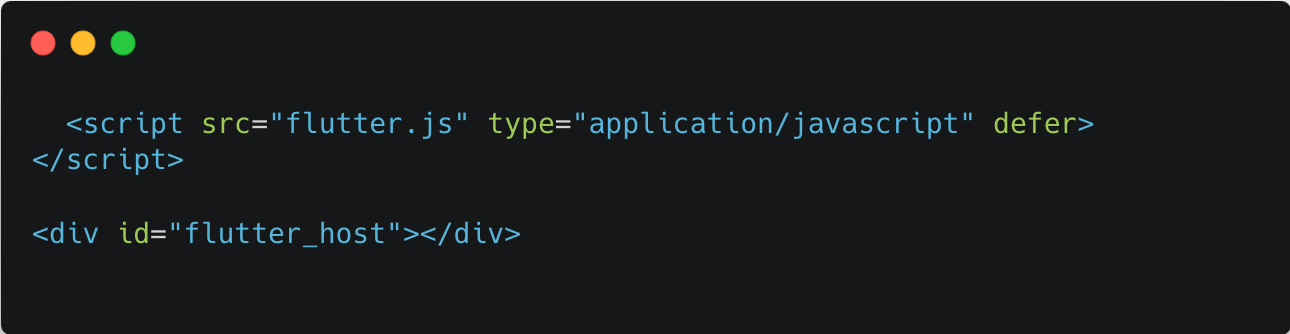 <script src="flutter.js" type="application/javascript" defer>
</script>
<div id="flutter_host"></div>